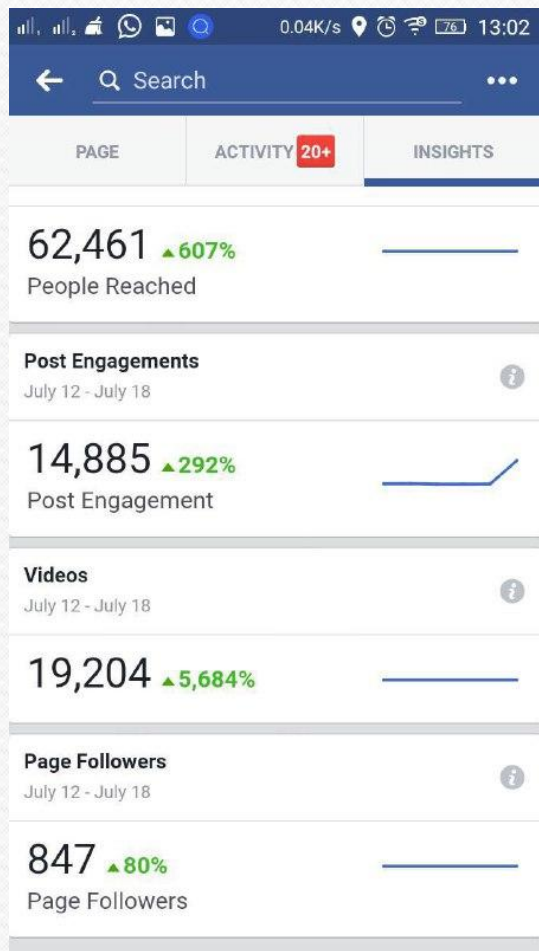 0.04K/s 76 13:02
Search
PAGE ACTIVITY 20+ INSIGHTS
62,461 607%
People Reached
Post Engagements
July 12 - July 18
14,885 292%
Post Engagement
Videos
July 12 - July 18
19,204 5,684%
Page Followers
July 12 - July 18
847 80%
Page Followers